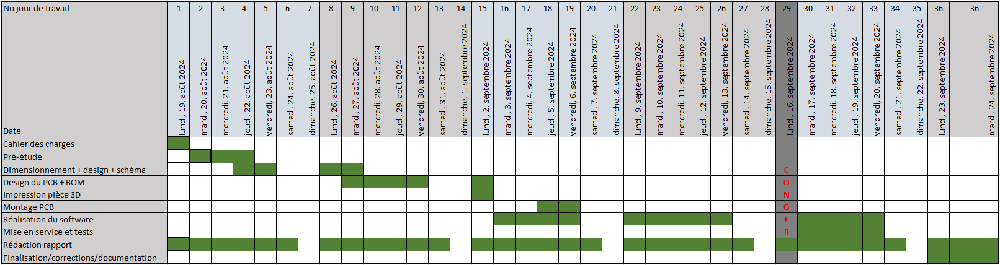 No jour de travail 1 2 3 4 5 6 7 8 9 10 11 12 13 14 15 16 17 18 19 20 21 22 23 24 25 26 27 28 29 30 31 32 33 34 35 36 36
Date
lundi, 19. août 2024
mardi, 20. août 2024
mercredi, 21. août 2024
jeudi, 22. août 2024
vendredi, 23. août 2024
samedi, 24. août 2024
dimanche, 25. août 2024
lundi, 26. août 2024
mardi, 27. août 2024
mercredi, 28. août 2024
jeudi, 29. août 2024
vendredi, 30. août 2024
samedi, 31. août 2024
dimanche, 1. septembre 2024
lundi, 2. septembre 2024
mardi, 3. septembre 2024
mercredi, 4. septembre 2024
jeudi, 5. septembre 2024
vendredi, 6. septembre 2024
samedi, 7. septembre 2024
dimanche, 8. septembre 2024
lundi, 9. septembre 2024
mardi, 10. septembre 2024
mercredi, 11. septembre 2024
jeudi, 12. septembre 2024
vendredi, 13. septembre 2024
samedi, 14. septembre 2024
dimanche, 15. septembre 2024
lundi, 16. septembre 2024
mardi, 17. septembre 2024
mercredi, 18. septembre 2024
jeudi, 19. septembre 2024
vendredi, 20. septembre 2024
samedi, 21. septembre 2024
dimanche, 22. septembre 2024
lundi, 23. septembre 2024
mardi, 24. septembre 2024
Cahier des charges
Pré-étude
Dimensionnement + design + schéma C
Design du PCB + BOM O
Impression pièce 3D N
Montage PCB G
Réalisation du software E
Mise en service et tests R
Rédaction rapport
Finalisation/corrections/documentation